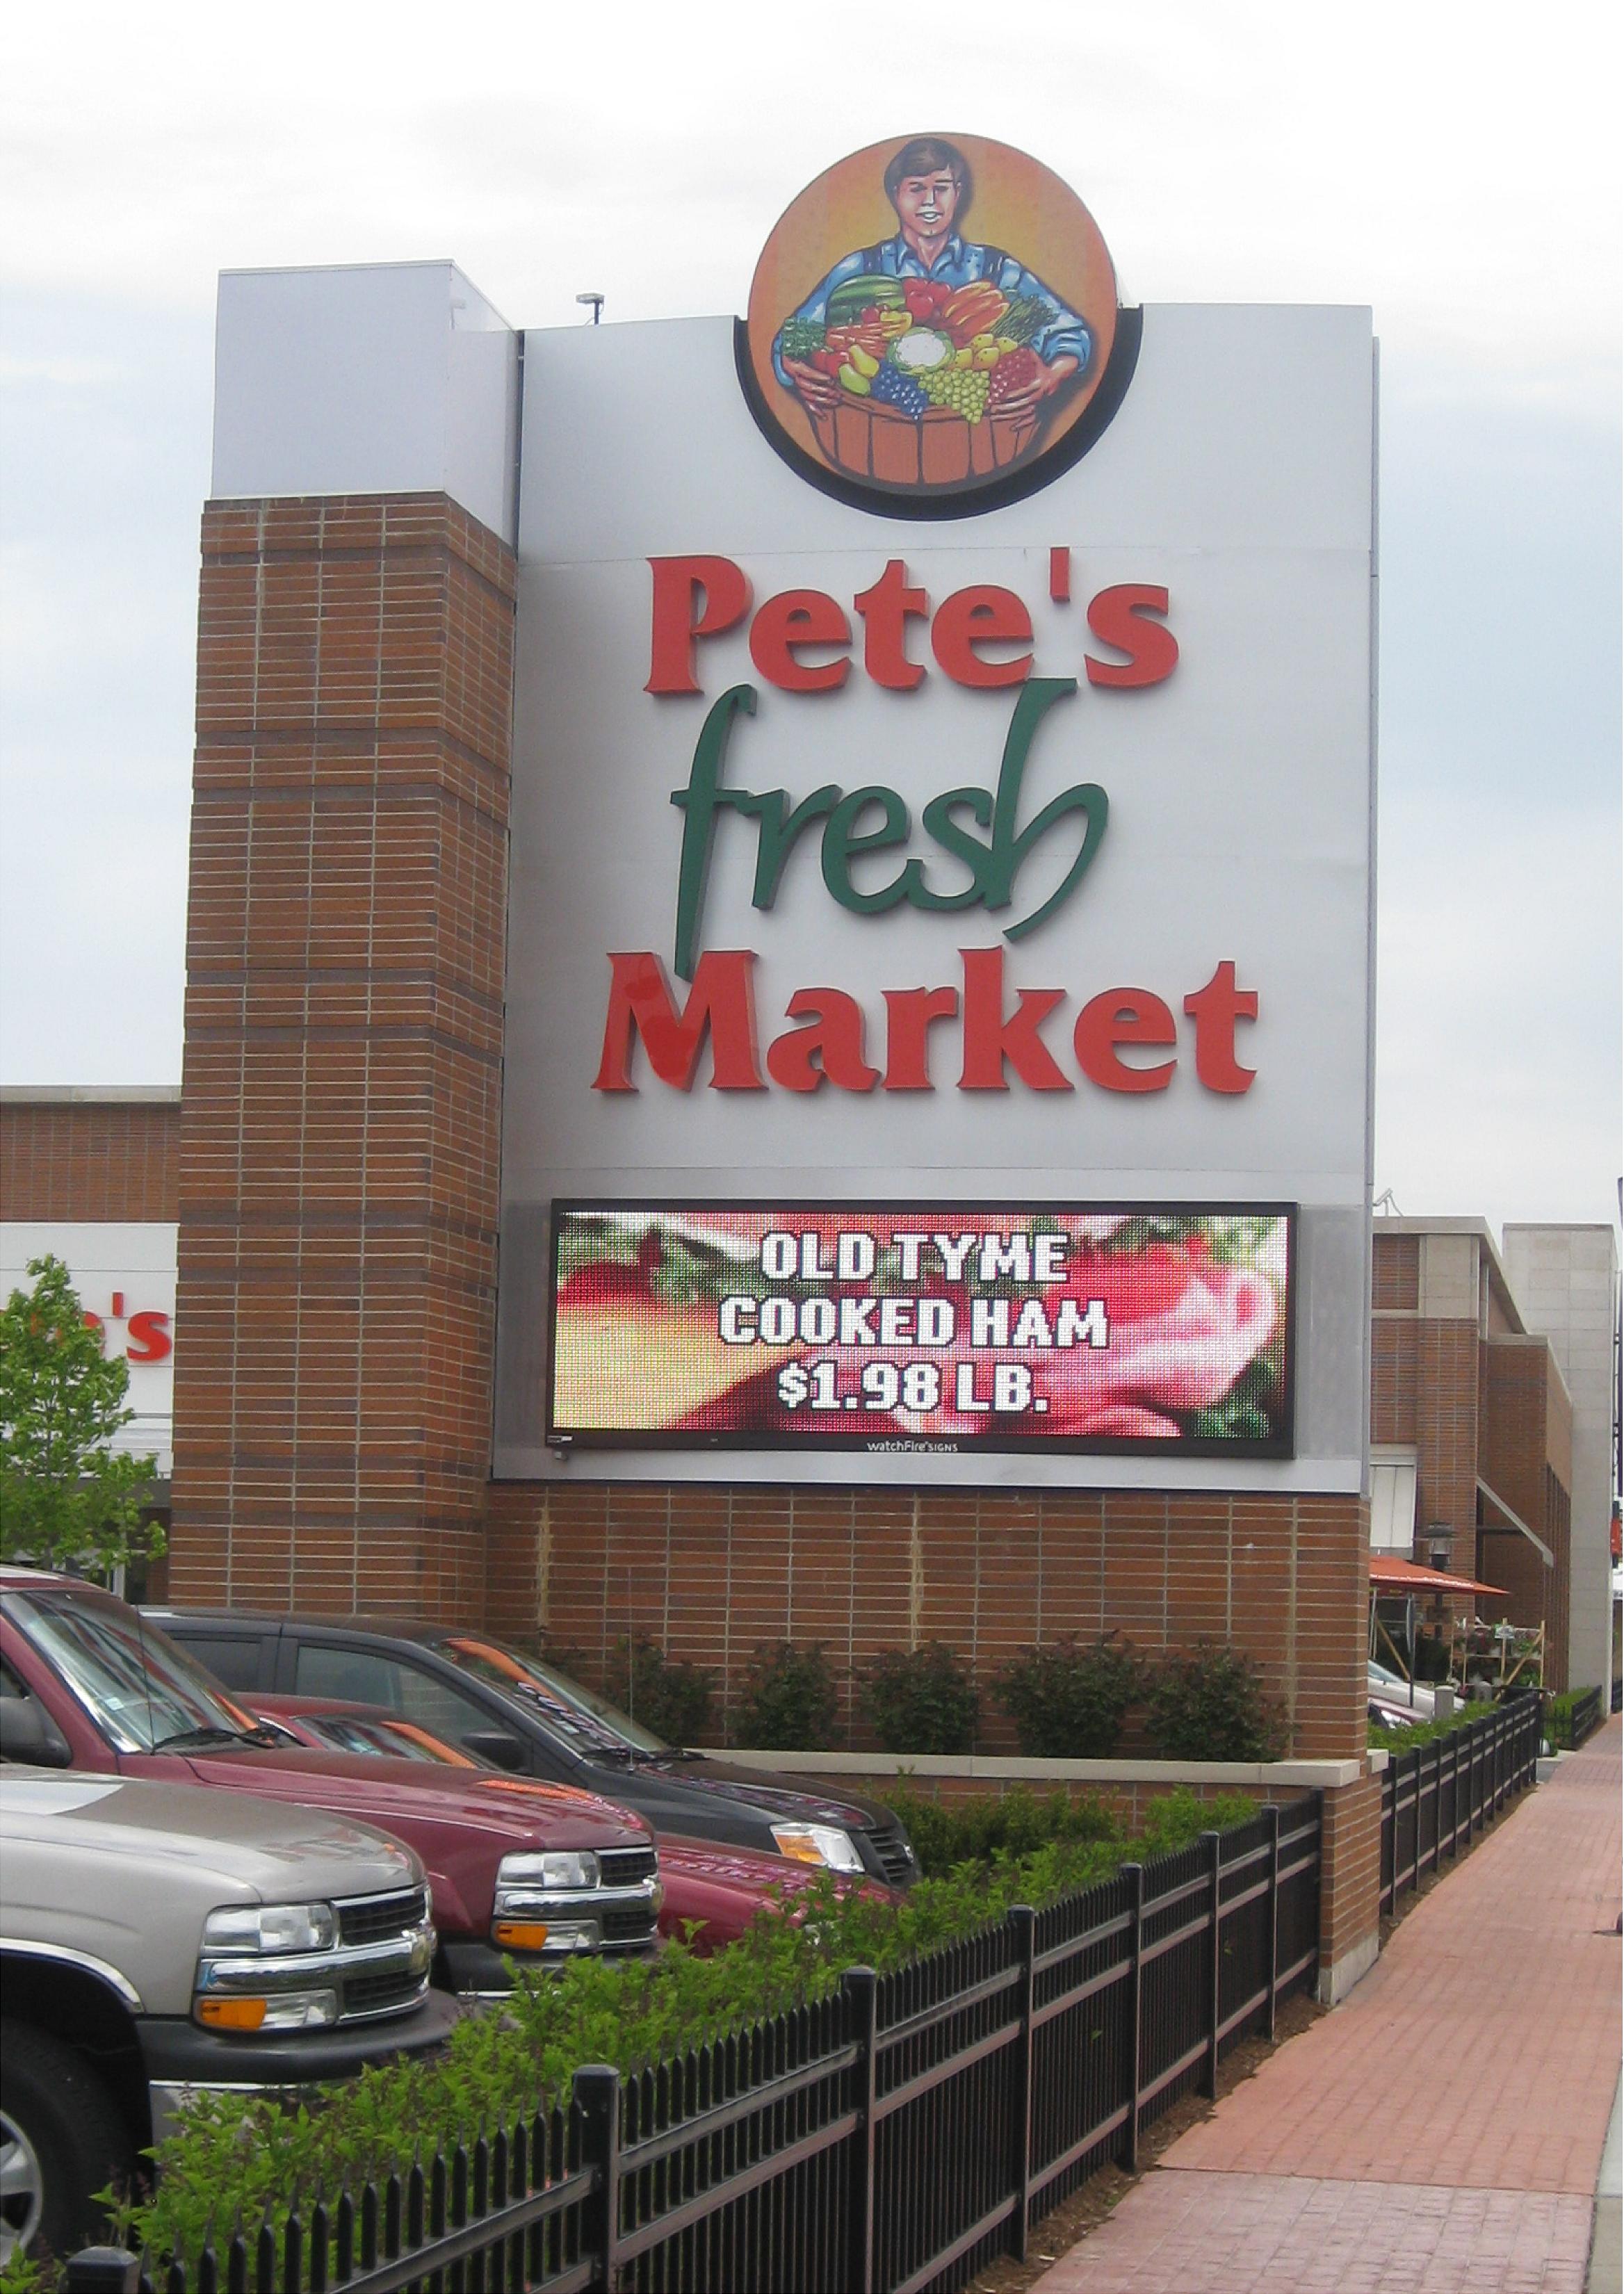 Pete's
fresh
Market
OLD TYME
COOKED HAM
$1.98 LB.
watchFire SIGNS
's